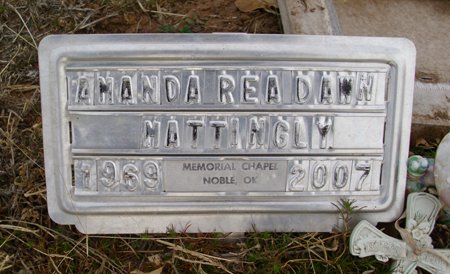 AMANDA REA DAWN
MATTINGLY
1969 MEMORIAL CHAPEL 2007
NOBLE, OK